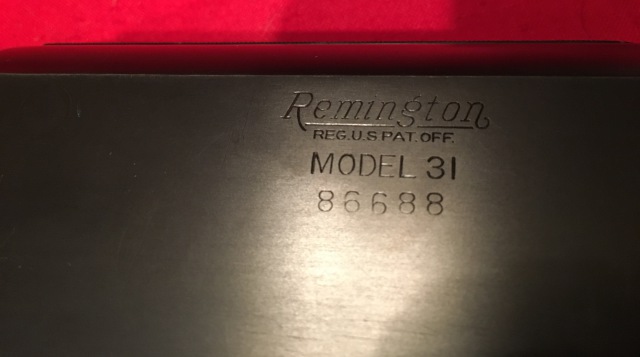 Remington
REG.U.S PAT. OFF.
MODEL 31
86688